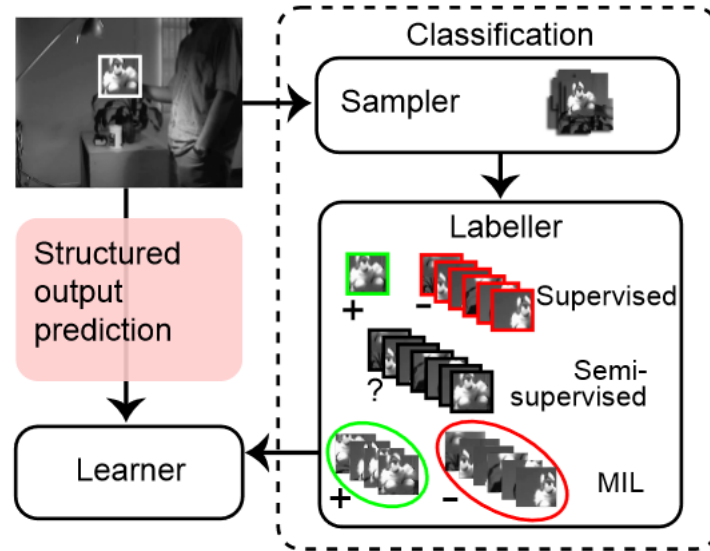 Classification
Sampler
Structured
output
prediction
Labeller
+
-
Supervised
?
Semi-
supervised
+
-
MIL
Learner